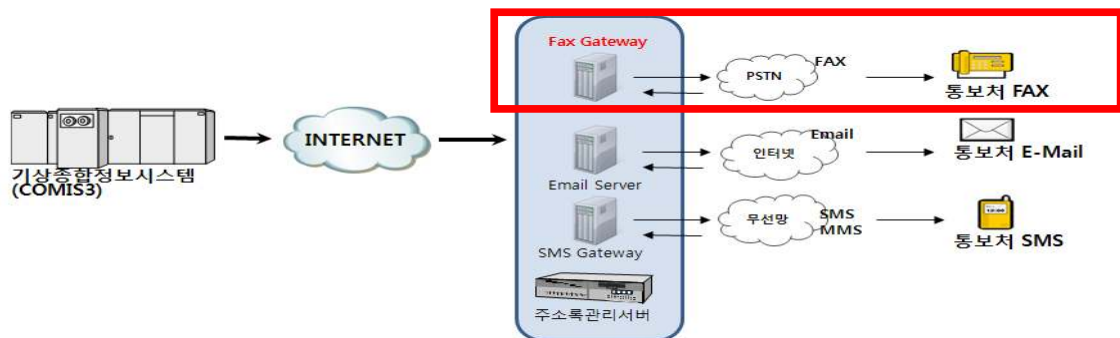 Fax Gateway
PSTN
FAX
통보처 FAX
기상종합정보시스템
(COMIS3)
INTERNET
Email Server
인터넷
Email
통보처 E-Mail
SMS Gateway
무선망
SMS
MMS
통보처 SMS
주소록관리서버